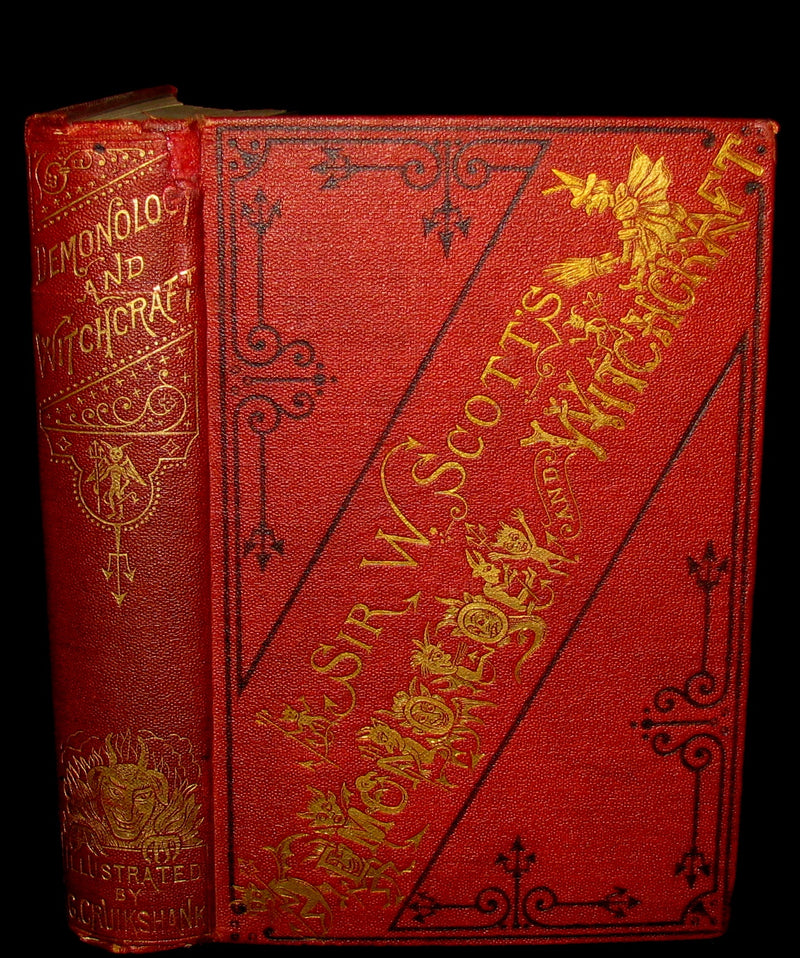 DEMONOLOGY
AND
WITCHCRAFT
ILLUSTRATED
BY
G. CRUIKSHANK
SIR W. SCOTT'S
DEMONOLOGY AND WITCHCRAFT